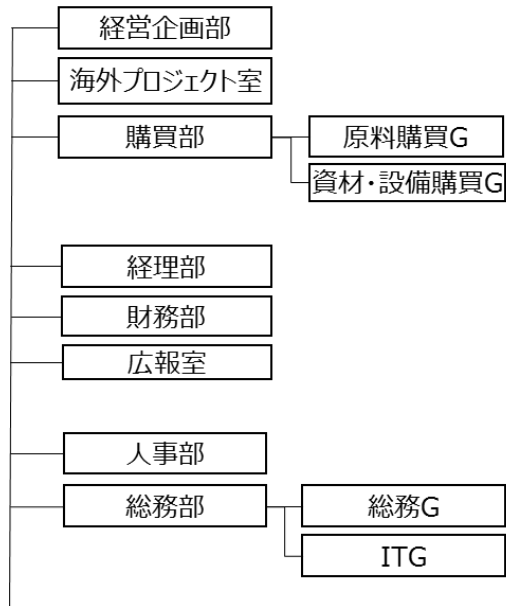 経営企画部
海外プロジェクト室
購買部
原料購買G
資材・設備購買G
経理部
財務部
広報室
人事部
総務部
総務G
ITG